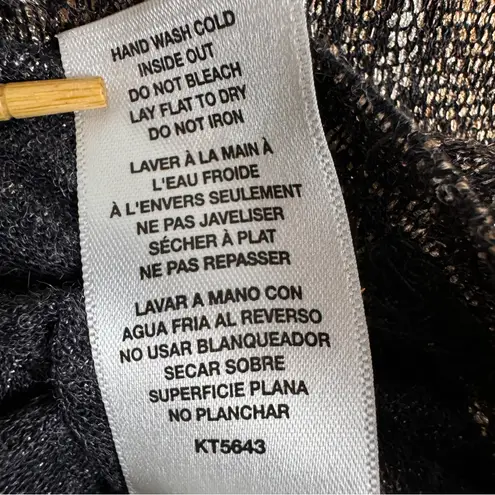 HAND WASH COLD
INSIDE OUT
DO NOT BLEACH
LAY FLAT TO DRY
DO NOT IRON
LAVER À LA MAIN À
L'EAU FROIDE
À L'ENVERS SEULEMENT
NE PAS JAVELISER
SÉCHER À PLAT
NE PAS REPASSER
LAVAR A MANO CON
AGUA FRIA AL REVERSO
NO USAR BLANQUEADOR
SECAR SOBRE
SUPERFICIE PLANA
NO PLANCHAR
KT5643